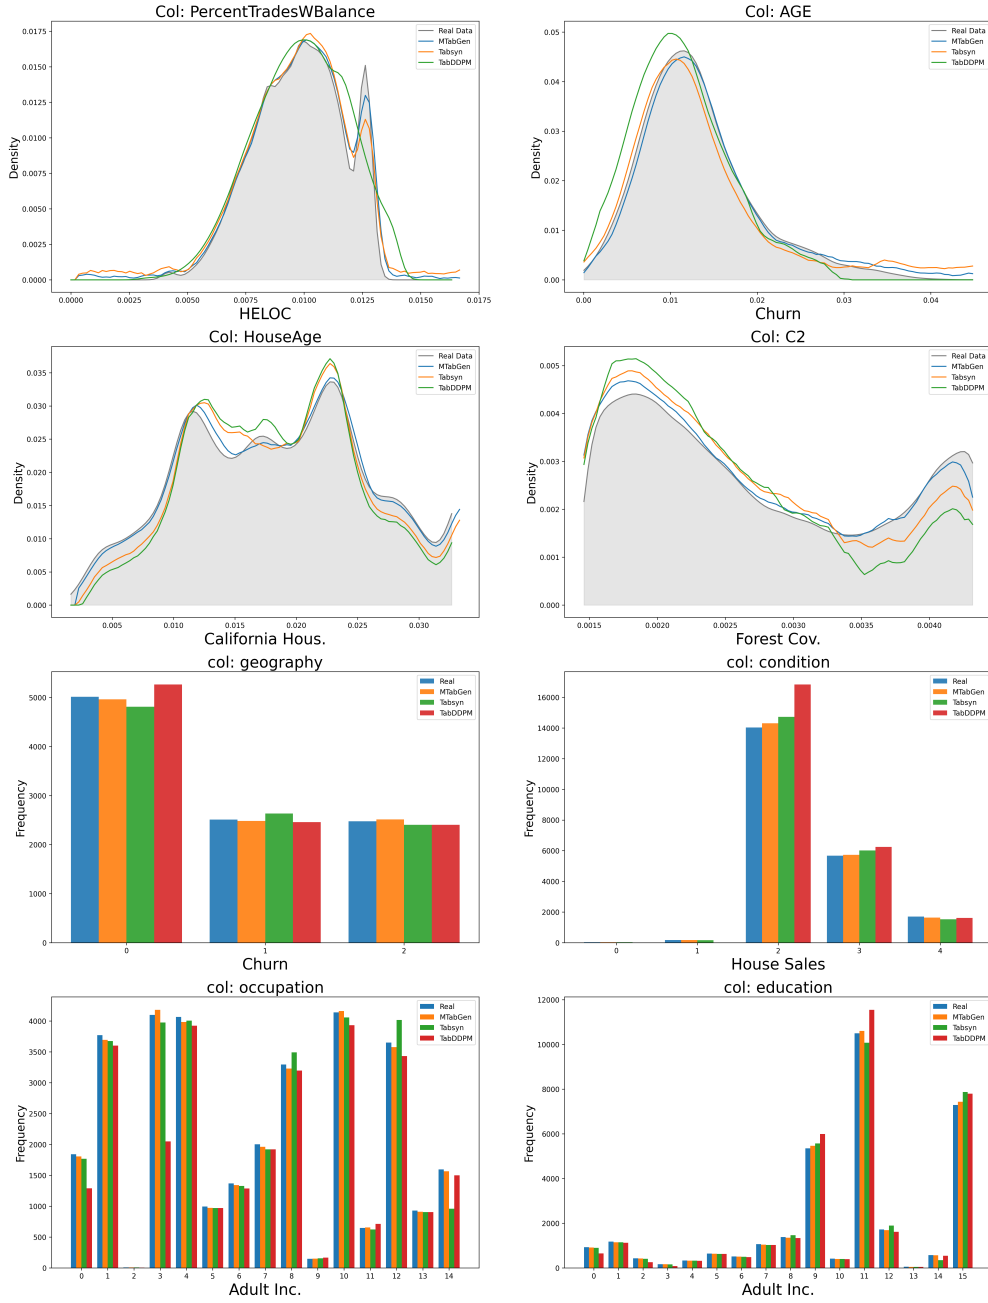 Col: PercentTradesWBalance
Density
0.0175
0.0150
0.0125
0.0100
0.0075
0.0050
0.0025
0.0000
Real Data
MTabGen
Tabsyn
TabDDPM
0.0000 0.0025 0.0050 0.0075 0.0100 0.0125 0.0150 0.0175
HELOC
Col: AGE
Density
0.05
0.04
0.03
0.02
0.01
0.00
Real Data
MTabGen
Tabsyn
TabDDPM
0.00 0.01 0.02 0.03 0.04
Churn
Col: HouseAge
Density
0.035
0.030
0.025
0.020
0.015
0.010
0.005
0.000
Real Data
MTabGen
Tabsyn
TabDDPM
0.005 0.010 0.015 0.020 0.025 0.030
California Hous.
Col: C2
Density
0.005
0.004
0.003
0.002
0.001
0.000
Real Data
MTabGen
Tabsyn
TabDDPM
0.0015 0.0020 0.0025 0.0030 0.0035 0.0040
Forest Cov.
col: geography
Frequency
5000
4000
3000
2000
1000
0
Real
MTabGen
Tabsyn
TabDDPM
0 1 2
Churn
col: condition
Frequency
16000
14000
12000
10000
8000
6000
4000
2000
0
Real
MTabGen
Tabsyn
TabDDPM
0 1 2 3 4
House Sales
col: occupation
Frequency
4000
3500
3000
2500
2000
1500
1000
500
0
Real
MTabGen
Tabsyn
TabDDPM
0 1 2 3 4 5 6 7 8 9 10 11 12 13 14
Adult Inc.
col: education
Frequency
12000
10000
8000
6000
4000
2000
0
Real
MTabGen
Tabsyn
TabDDPM
0 1 2 3 4 5 6 7 8 9 10 11 12 13 14 15
Adult Inc.